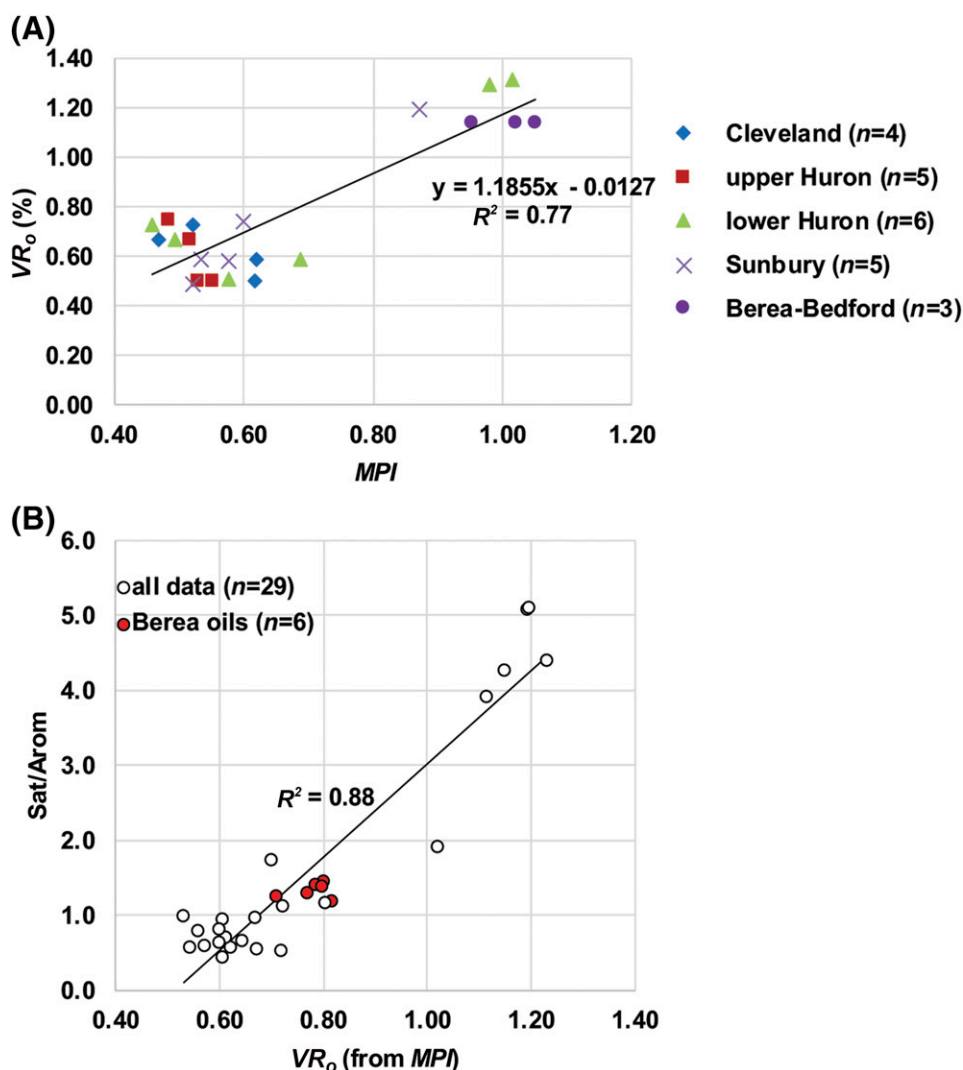 (A)
1.40
1.20
1.00
0.80
0.60
0.40
0.20
0.00
VRo (%)
y = 1.1855x - 0.0127
R² = 0.77
0.40 0.60 0.80 1.00 1.20
MPI
Cleveland (n=4)
upper Huron (n=5)
lower Huron (n=6)
Sunbury (n=5)
Berea-Bedford (n=3)
(B)
6.0
5.0
4.0
3.0
2.0
1.0
0.0
Sat/Arom
all data (n=29)
Berea oils (n=6)
R² = 0.88
0.40 0.60 0.80 1.00 1.20 1.40
VRo (from MPI)